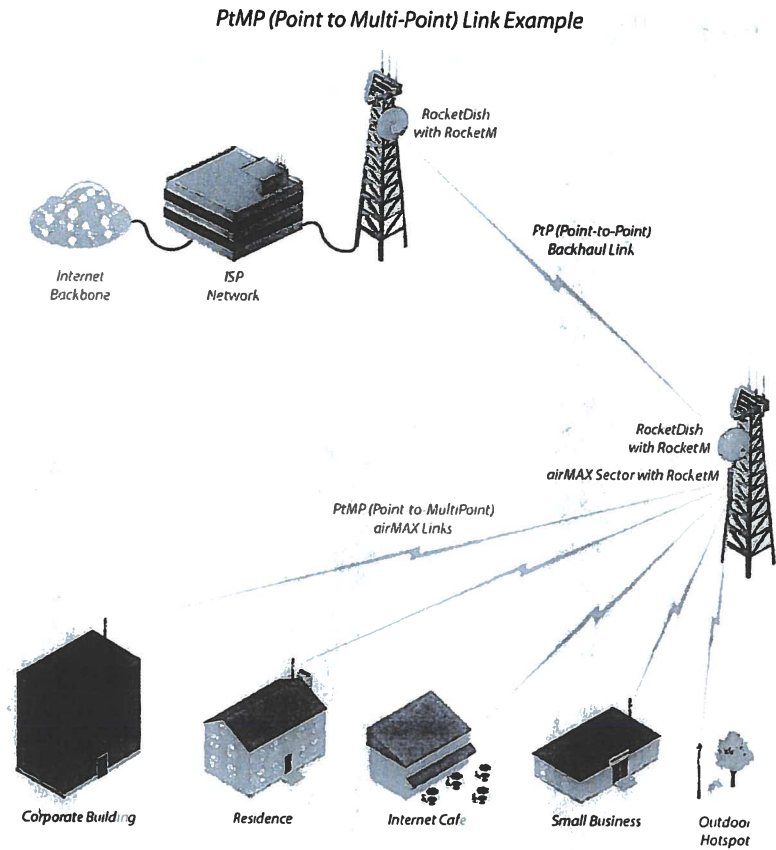 PtMP (Point to Multi-Point) Link Example
RocketDish
with RocketM
PtP (Point-to-Point)
Backhaul Link
Internet
Backbone
ISP
Network
RocketDish
with RocketM
airMAX Sector with RocketM
PtMP (Point-to-MultiPoint)
airMAX Links
Corporate Building
Residence
Internet Cafe
Small Business
Outdoor
Hotspot